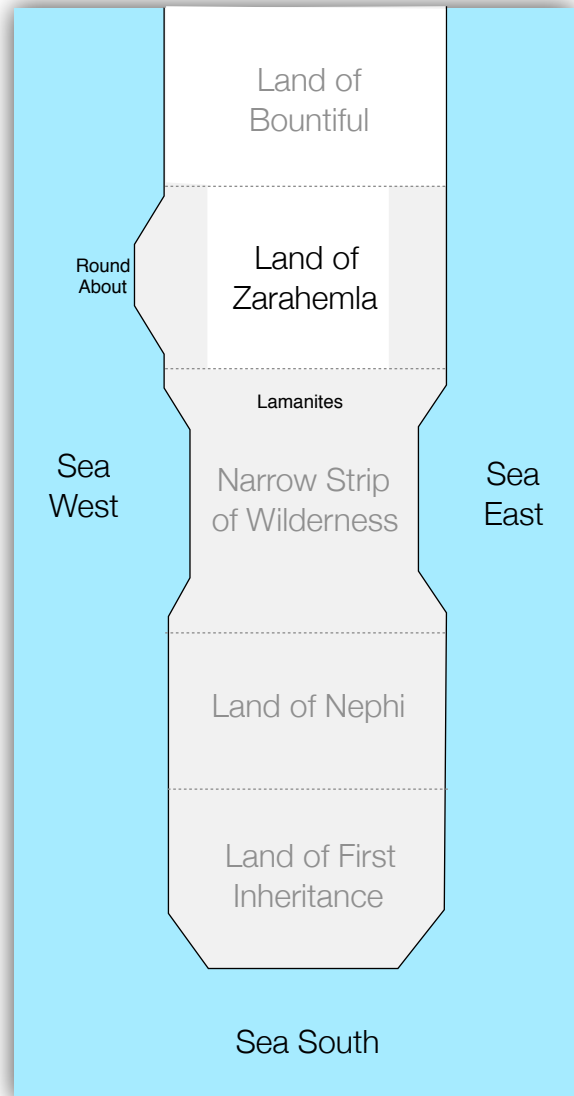 Land of
Bountiful
Round
About
Land of
Zarahemla
Lamanites
Sea
West
Narrow Strip
of Wilderness
Sea
East
Land of Nephi
Land of First
Inheritance
Sea South